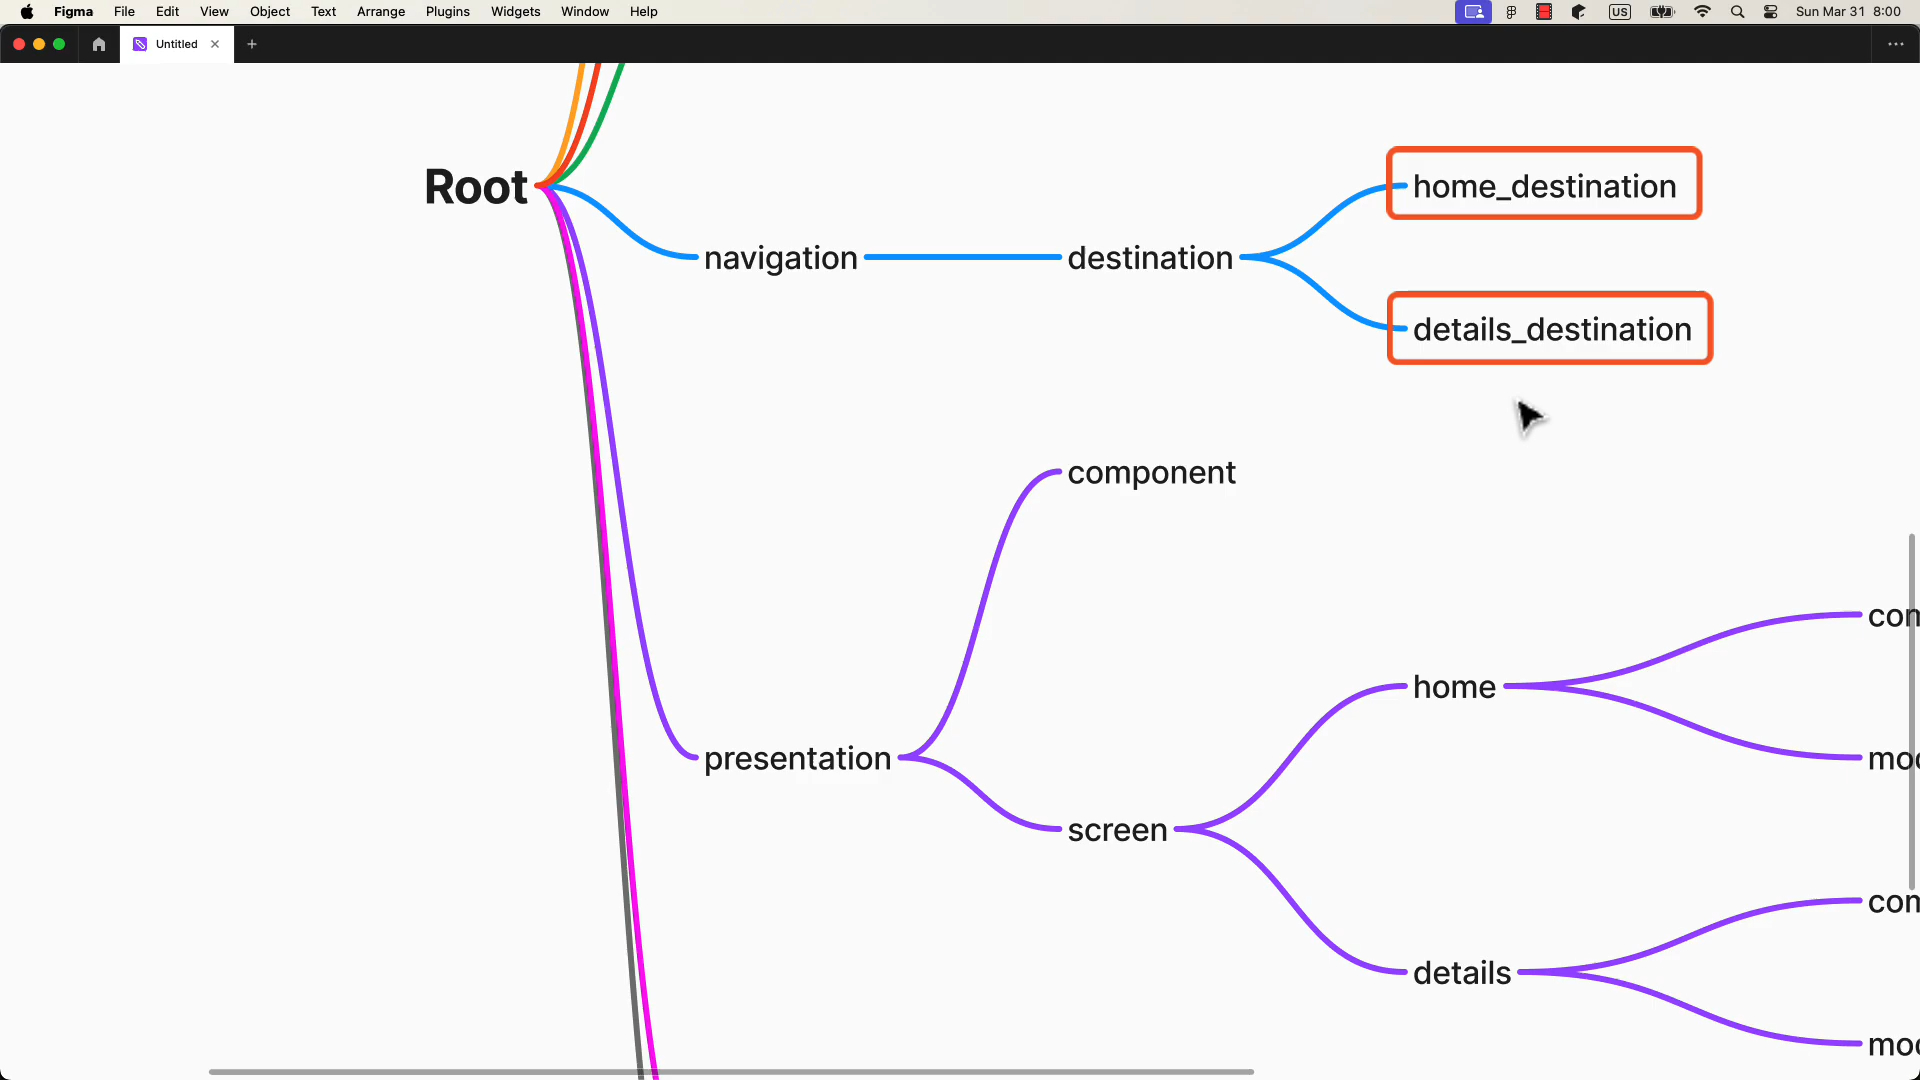 Figma File Edit View Object Text Arrange Plugins Widgets Window Help US Sun Mar 31 8:00
Untitled
Root
home_destination
navigation
destination
details_destination
component
home
presentation
screen
details